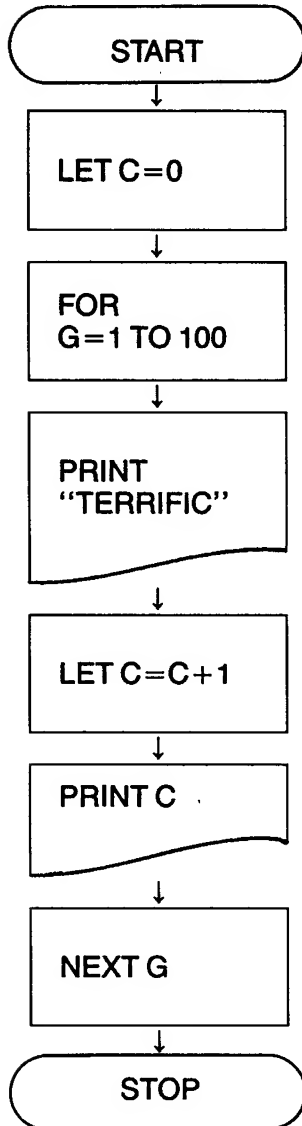 START
LET C=0
FOR
G=1 TO 100
PRINT
“TERRIFIC”
LET C=C+1
PRINT C
NEXT G
STOP